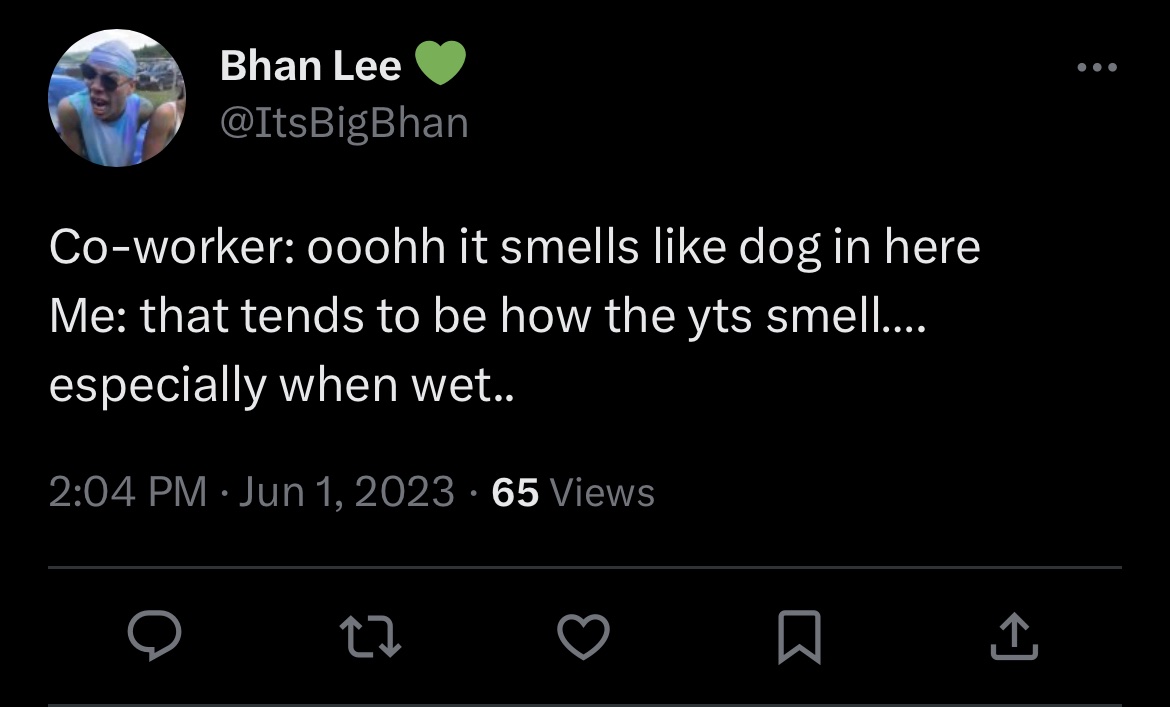 Bhan Lee 💚
@ItsBigBhan
Co-worker: ooohh it smells like dog in here
Me: that tends to be how the yts smell....
especially when wet..
2:04 PM · Jun 1, 2023 · 65 Views